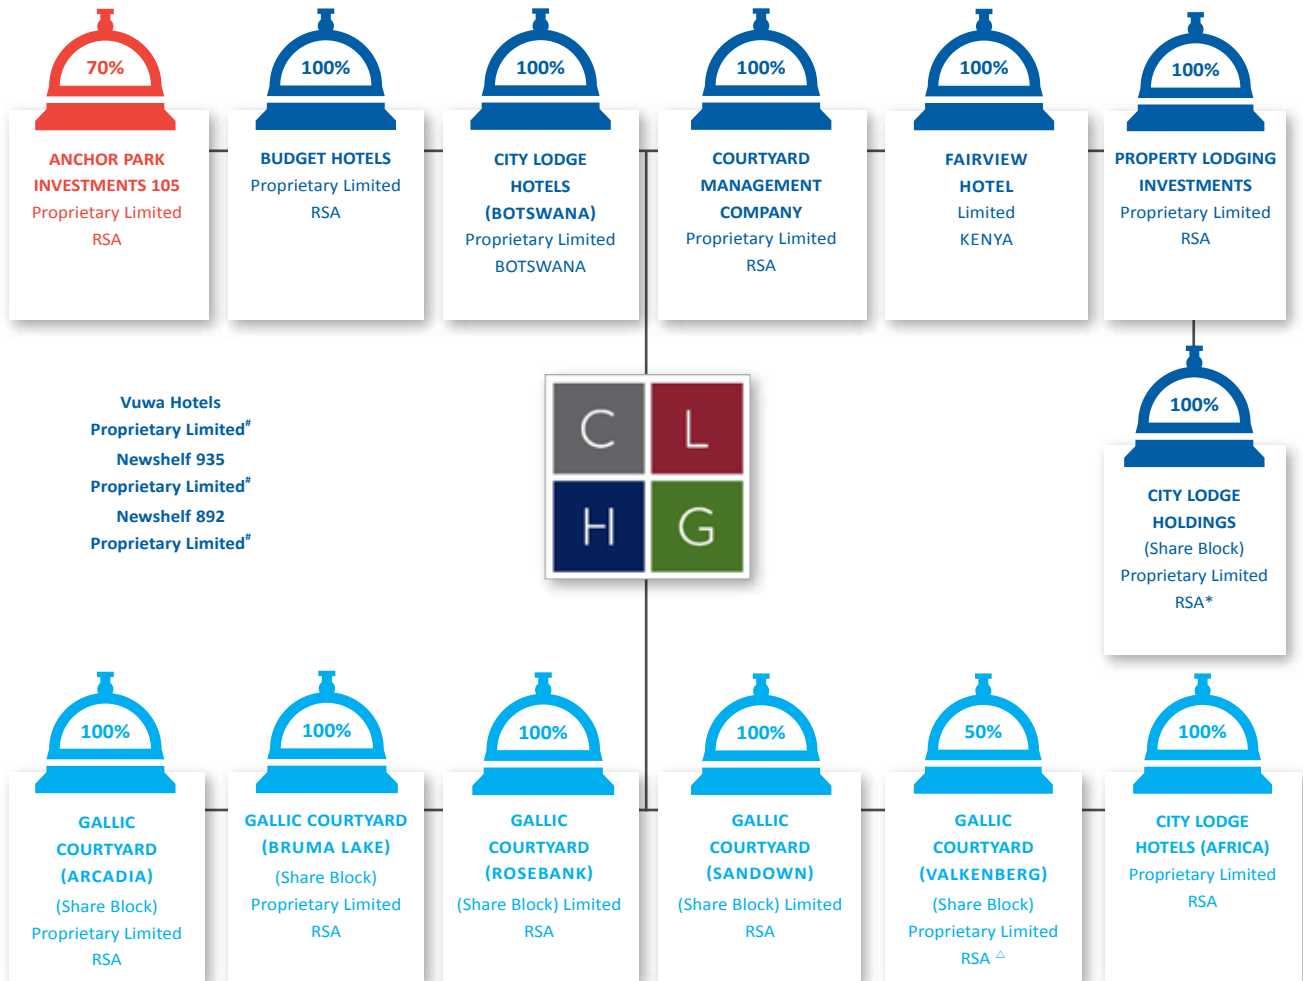 70%
ANCHOR PARK
INVESTMENTS 105
Proprietary Limited
RSA
100%
BUDGET HOTELS
Proprietary Limited
RSA
100%
CITY LODGE
HOTELS
(BOTSWANA)
Proprietary Limited
BOTSWANA
100%
COURTYARD
MANAGEMENT
COMPANY
Proprietary Limited
RSA
100%
FAIRVIEW
HOTEL
Limited
KENYA
100%
PROPERTY LODGING
INVESTMENTS
Proprietary Limited
RSA
Vuwa Hotels
Proprietary Limited#
Newshelf 935
Proprietary Limited#
Newshelf 892
Proprietary Limited#
C L
H G
100%
CITY LODGE
HOLDINGS
(Share Block)
Proprietary Limited
RSA*
100%
GALLIC
COURTYARD
(ARCADIA)
(Share Block)
Proprietary Limited
RSA
100%
GALLIC COURTYARD
(BRUMA LAKE)
(Share Block)
Proprietary Limited
RSA
100%
GALLIC
COURTYARD
(ROSEBANK)
(Share Block) Limited
RSA
100%
GALLIC
COURTYARD
(SANDOWN)
(Share Block) Limited
RSA
50%
GALLIC
COURTYARD
(VALKENBERG)
(Share Block)
Proprietary Limited
RSA △
100%
CITY LODGE
HOTELS (AFRICA)
Proprietary Limited
RSA